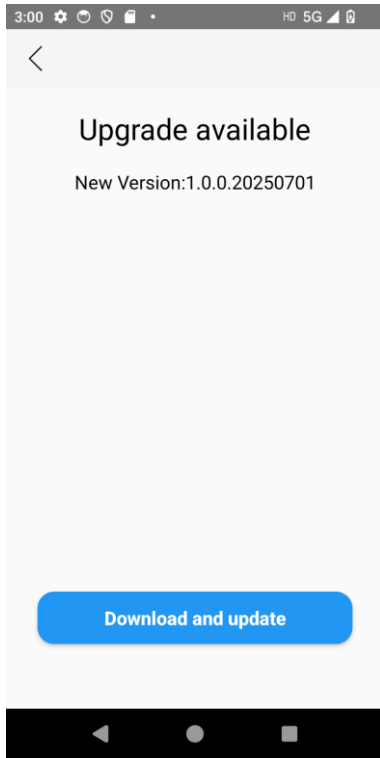 3:00 HD 5G
Upgrade available
New Version:1.0.0.20250701
Download and update